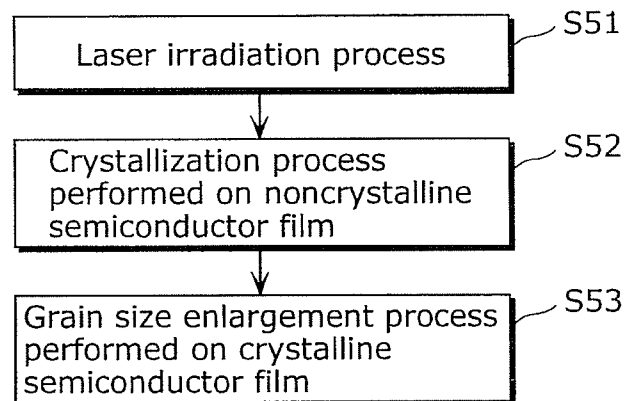 Laser irradiation process
S51
Crystallization process
performed on noncrystalline
semiconductor film
S52
Grain size enlargement process
performed on crystalline
semiconductor film
S53